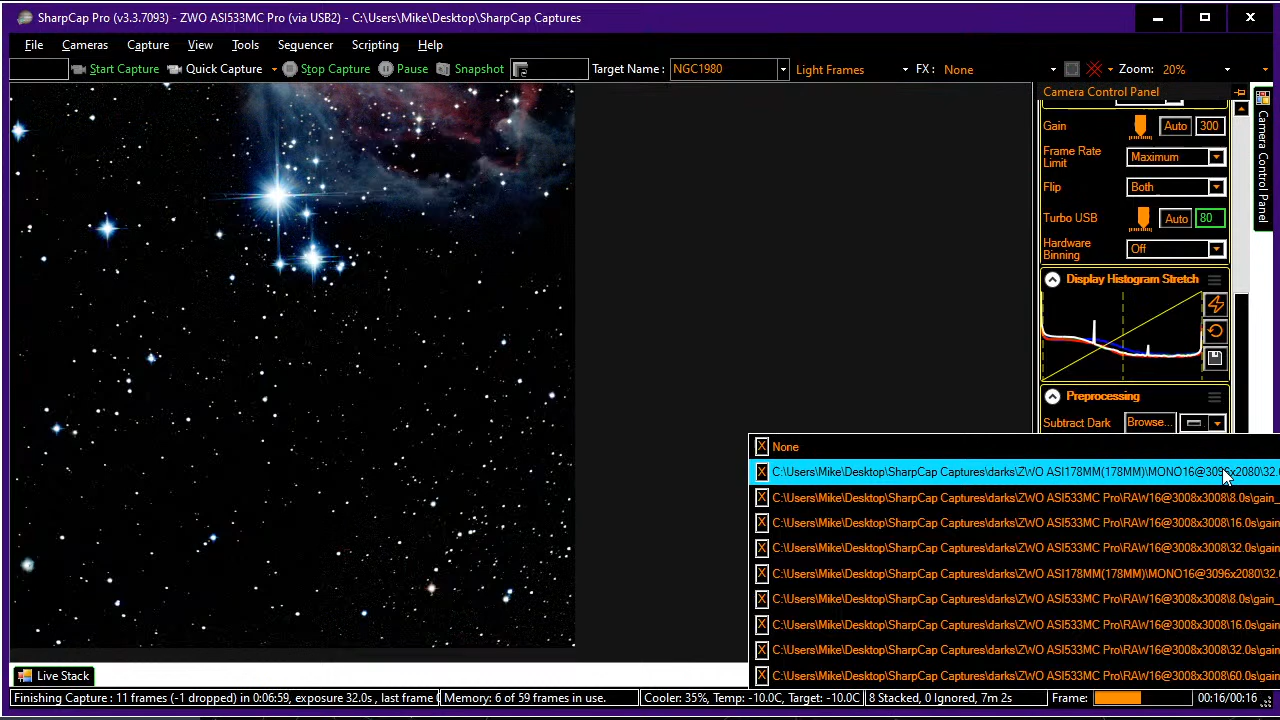 SharpCap Pro (v3.3.7093) - ZWO ASI533MC Pro (via USB2) - C:\Users\Mike\Desktop\SharpCap Captures
File Cameras Capture View Tools Sequencer Scripting Help
Start Capture Quick Capture Stop Capture Pause Snapshot Target Name : NGC1980 Light Frames FX : None Zoom: 20%
Camera Control Panel
Camera Control Panel
Gain Auto 300
Frame Rate Limit Maximum
Flip Both
Turbo USB Auto 80
Hardware Binning Off
Display Histogram Stretch
Preprocessing
Subtract Dark Browse...
X None
X C:\Users\Mike\Desktop\SharpCap Captures\darks\ZWO ASI178MM(178MM)\MONO16@3096x2080\32.0
X C:\Users\Mike\Desktop\SharpCap Captures\darks\ZWO ASI533MC Pro\RAW16@3008x3008\8.0s\gain_
X C:\Users\Mike\Desktop\SharpCap Captures\darks\ZWO ASI533MC Pro\RAW16@3008x3008\16.0s\gain
X C:\Users\Mike\Desktop\SharpCap Captures\darks\ZWO ASI533MC Pro\RAW16@3008x3008\32.0s\gain
X C:\Users\Mike\Desktop\SharpCap Captures\darks\ZWO ASI178MM(178MM)\MONO16@3096x2080\32.0
X C:\Users\Mike\Desktop\SharpCap Captures\darks\ZWO ASI533MC Pro\RAW16@3008x3008\8.0s\gain_
X C:\Users\Mike\Desktop\SharpCap Captures\darks\ZWO ASI533MC Pro\RAW16@3008x3008\16.0s\gain
X C:\Users\Mike\Desktop\SharpCap Captures\darks\ZWO ASI533MC Pro\RAW16@3008x3008\32.0s\gain
X C:\Users\Mike\Desktop\SharpCap Captures\darks\ZWO ASI533MC Pro\RAW16@3008x3008\60.0s\gain
Live Stack
Finishing Capture : 11 frames (-1 dropped) in 0:06:59, exposure 32.0s , last frame ( Memory: 6 of 59 frames in use. Cooler: 35%, Temp: -10.0C, Target: -10.0C 8 Stacked, 0 Ignored, 7m 2s Frame: 00:16/00:16